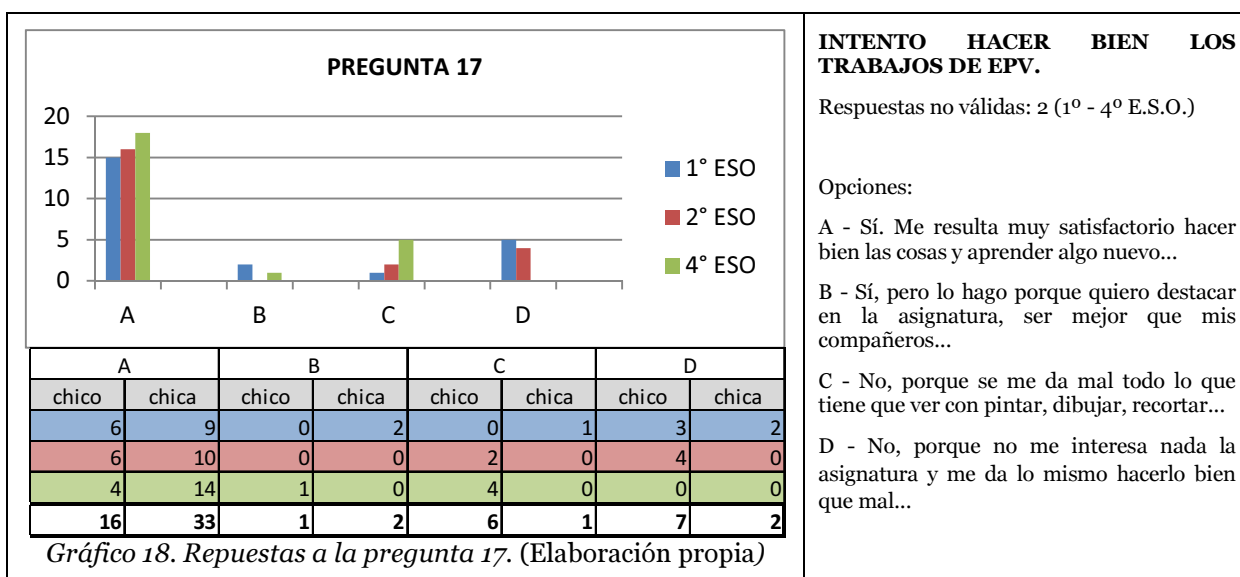 PREGUNTA 17
20
15
10
5
0
A B C D
1° ESO
2° ESO
4° ESO
A B C D
chico chica chico chica chico chica chico chica
6 9 0 2 0 1 3 2
6 10 0 0 2 0 4 0
4 14 1 0 4 0 0 0
16 33 1 2 6 1 7 2
Gráfico 18. Repuestas a la pregunta 17. (Elaboración propia)
INTENTO HACER BIEN LOS
TRABAJOS DE EPV.
Respuestas no válidas: 2 (1º - 4º E.S.O.)
Opciones:
A - Sí. Me resulta muy satisfactorio hacer
bien las cosas y aprender algo nuevo...
B - Sí, pero lo hago porque quiero destacar
en la asignatura, ser mejor que mis
compañeros...
C - No, porque se me da mal todo lo que
tiene que ver con pintar, dibujar, recortar...
D - No, porque no me interesa nada la
asignatura y me da lo mismo hacerlo bien
que mal...